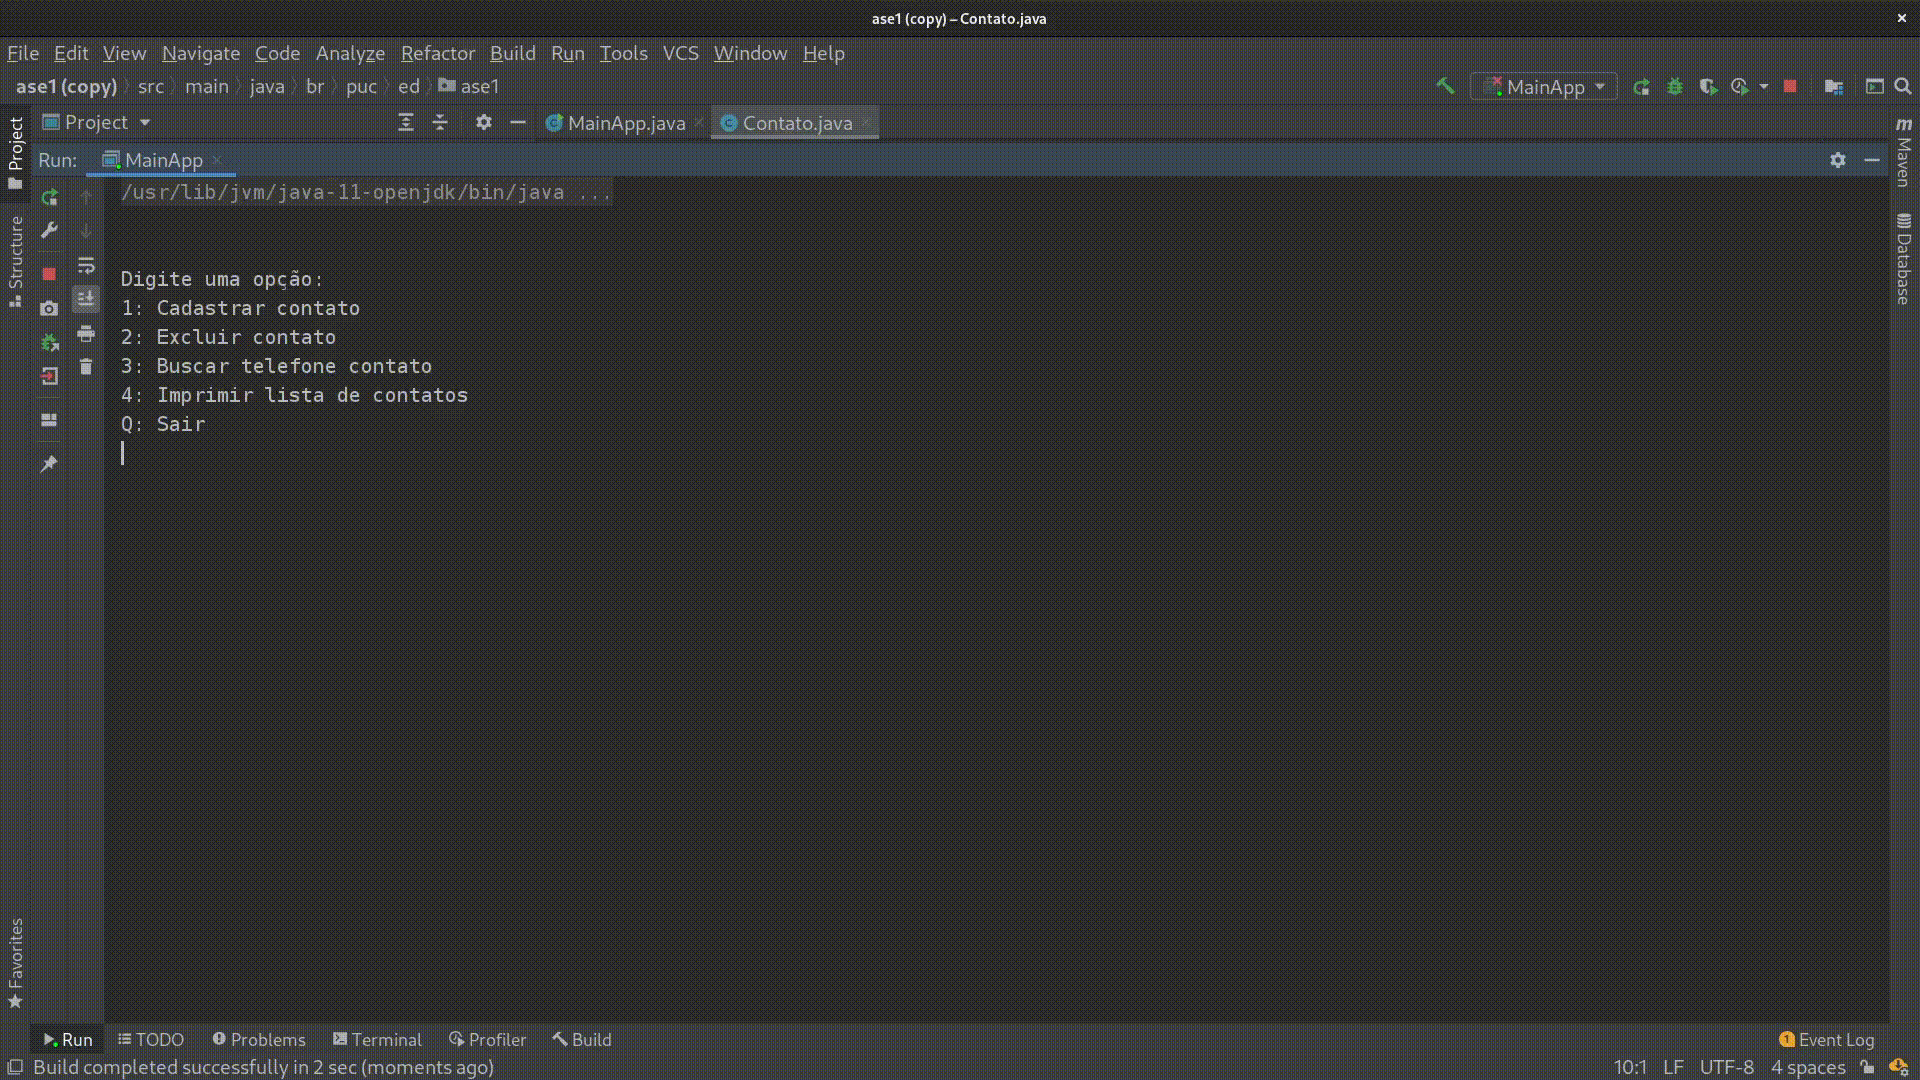 ase1 (copy) – Contato.java
File Edit View Navigate Code Analyze Refactor Build Run Tools VCS Window Help
ase1 (copy) src main java br puc ed ase1 MainApp
Project MainApp.java Contato.java
Run: MainApp
/usr/lib/jvm/java-11-openjdk/bin/java ...
Digite uma opção:
1: Cadastrar contato
2: Excluir contato
3: Buscar telefone contato
4: Imprimir lista de contatos
Q: Sair
Project
Structure
Favorites
m Maven
Database
Run TODO Problems Terminal Profiler Build 1 Event Log
Build completed successfully in 2 sec (moments ago) 10:1 LF UTF-8 4 spaces